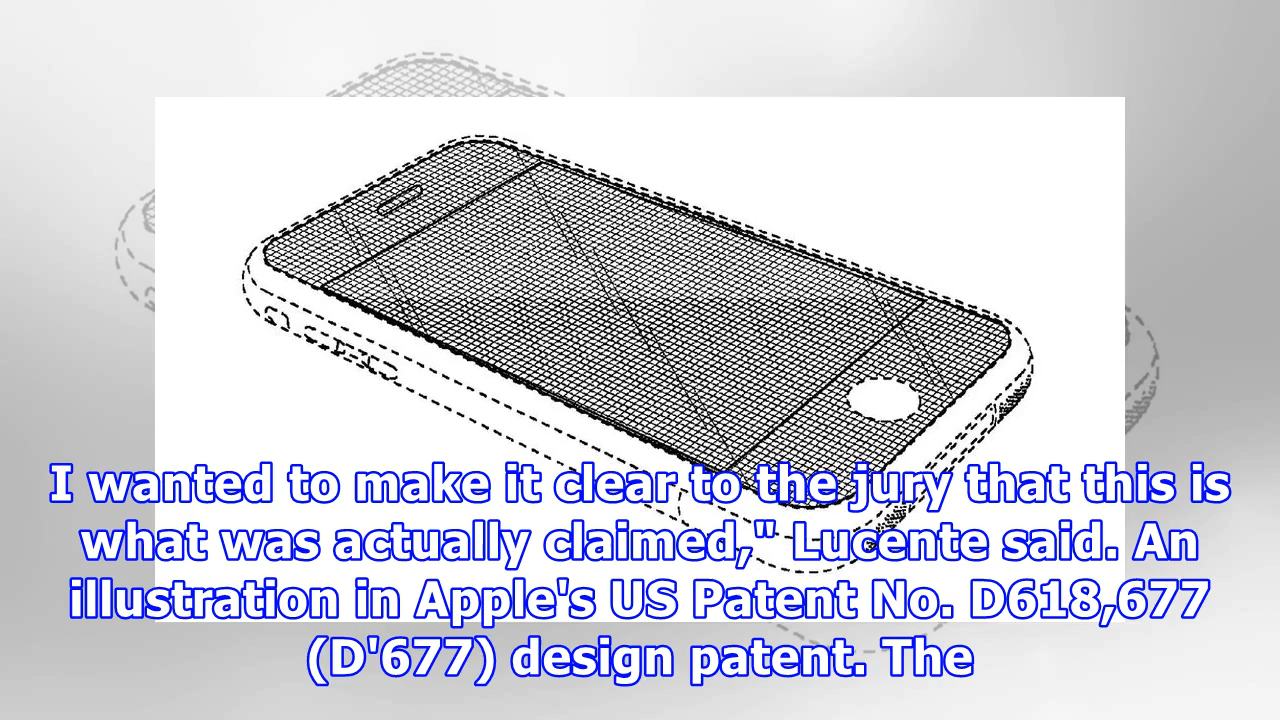 I wanted to make it clear to the jury that this is
what was actually claimed," Lucente said. An
illustration in Apple's US Patent No. D618,677
(D'677) design patent. The